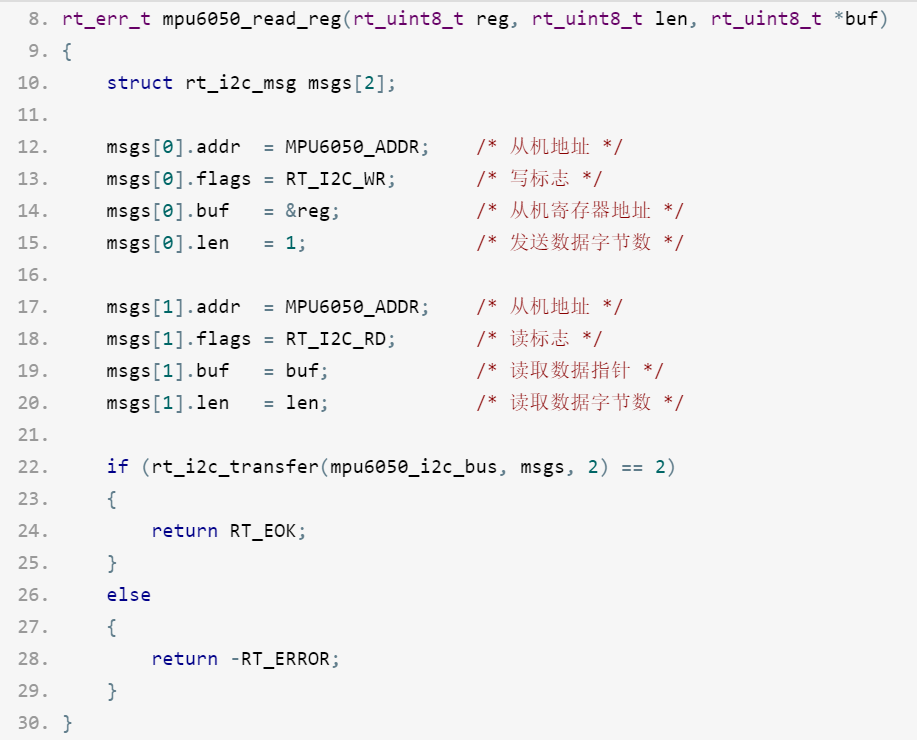 8. rt_err_t mpu6050_read_reg(rt_uint8_t reg, rt_uint8_t len, rt_uint8_t *buf)
9. {
10.     struct rt_i2c_msg msgs[2];
11.
12.     msgs[0].addr  = MPU6050_ADDR;    /* 从机地址 */
13.     msgs[0].flags = RT_I2C_WR;       /* 写标志 */
14.     msgs[0].buf   = &reg;            /* 从机寄存器地址 */
15.     msgs[0].len   = 1;               /* 发送数据字节数 */
16.
17.     msgs[1].addr  = MPU6050_ADDR;    /* 从机地址 */
18.     msgs[1].flags = RT_I2C_RD;       /* 读标志 */
19.     msgs[1].buf   = buf;             /* 读取数据指针 */
20.     msgs[1].len   = len;             /* 读取数据字节数 */
21.
22.     if (rt_i2c_transfer(mpu6050_i2c_bus, msgs, 2) == 2)
23.     {
24.         return RT_EOK;
25.     }
26.     else
27.     {
28.         return -RT_ERROR;
29.     }
30. }